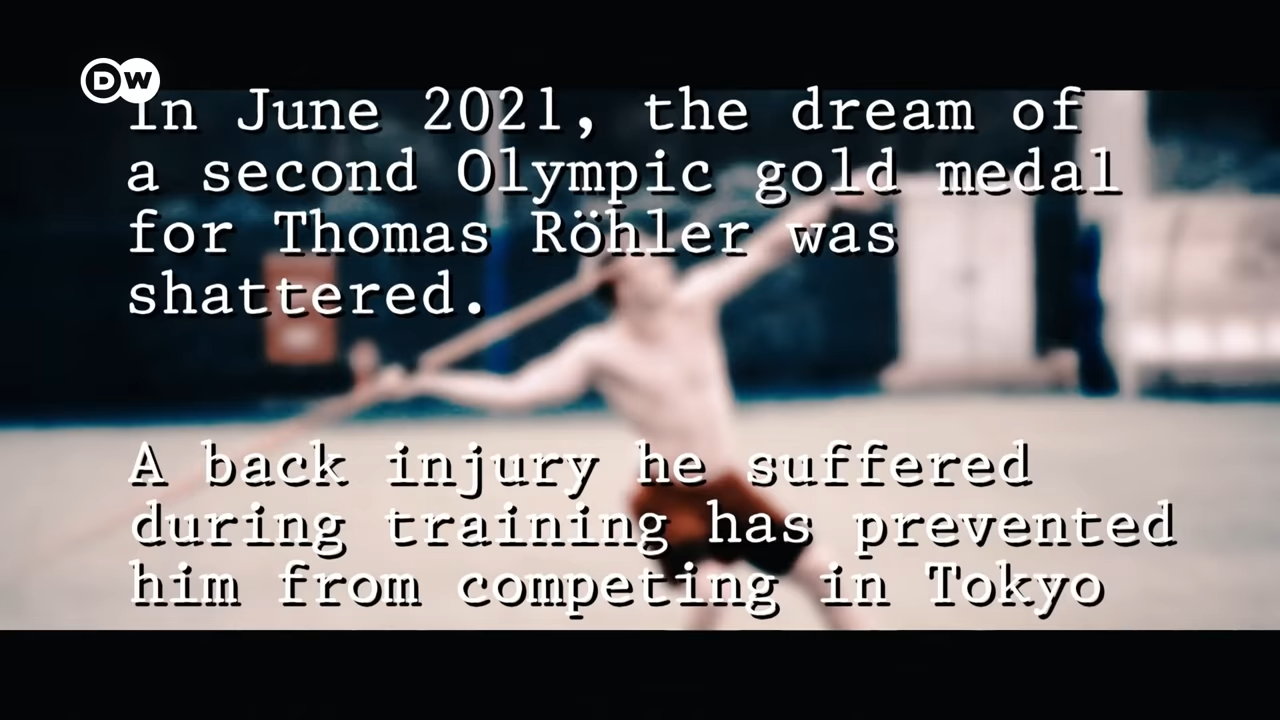 DW
In June 2021, the dream of
a second Olympic gold medal
for Thomas Röhler was
shattered.
A back injury he suffered
during training has prevented
him from competing in Tokyo